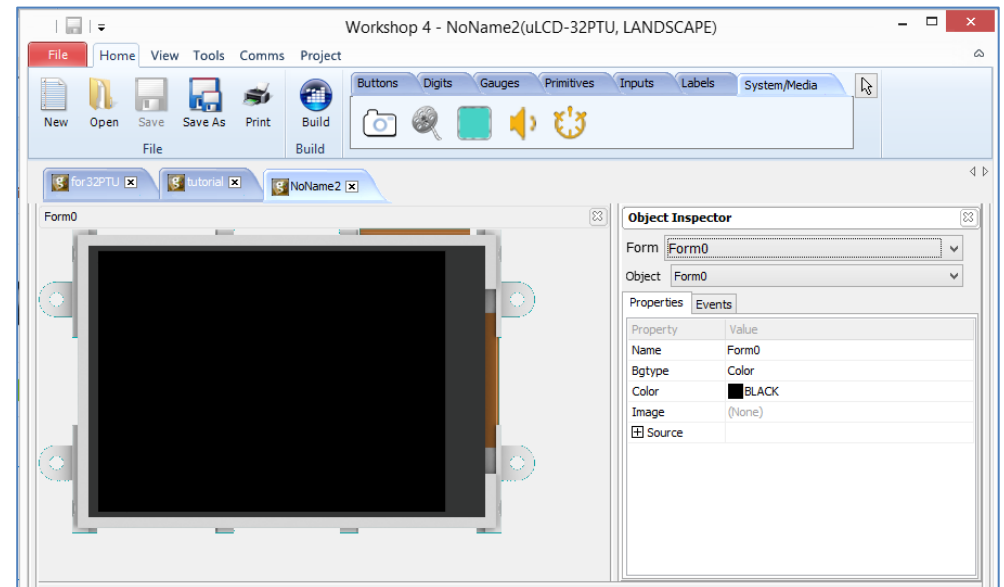 Workshop 4 - NoName2(uLCD-32PTU, LANDSCAPE)
File Home View Tools Comms Project
Buttons Digits Gauges Primitives Inputs Labels System/Media
New Open Save Save As Print Build
File Build
for32PTU tutorial NoName2
Form0
Object Inspector
Form Form0
Object Form0
Properties Events
Property Value
Name Form0
Bgtype Color
Color BLACK
Image (None)
Source